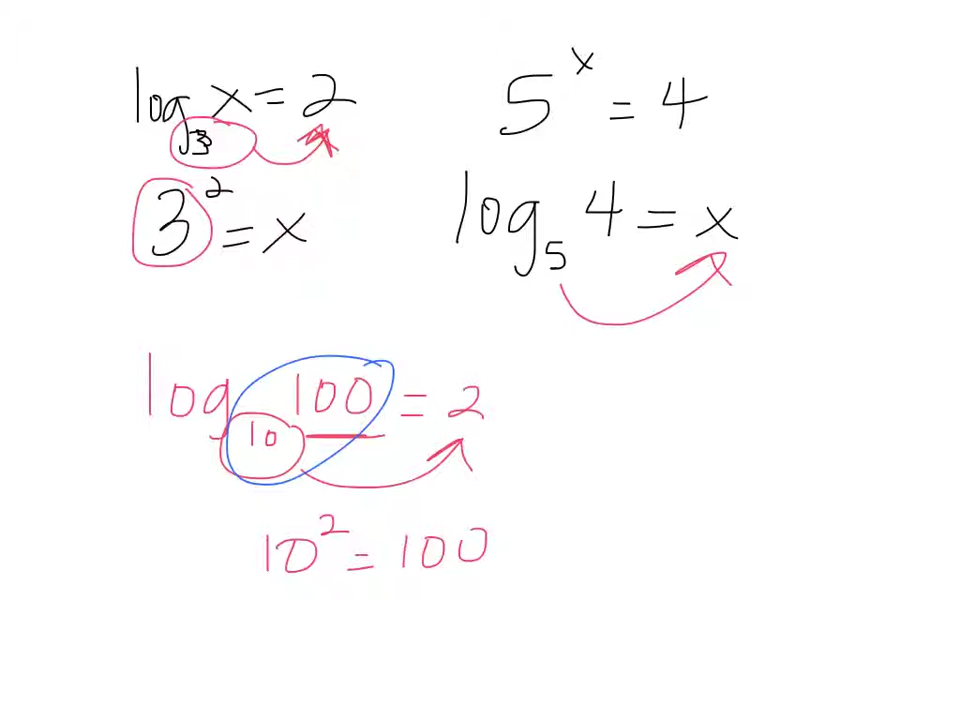 log₃ x = 2
3² = x
5ˣ = 4
log₅ 4 = x
log₁₀ 100 = 2
10² = 100